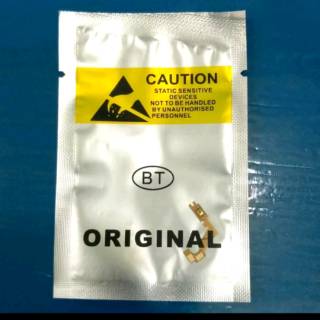 CAUTION
STATIC SENSITIVE
DEVICES
NOT TO BE HANDLED
BY UNAUTHORISED
PERSONNEL
BT
ORIGINAL